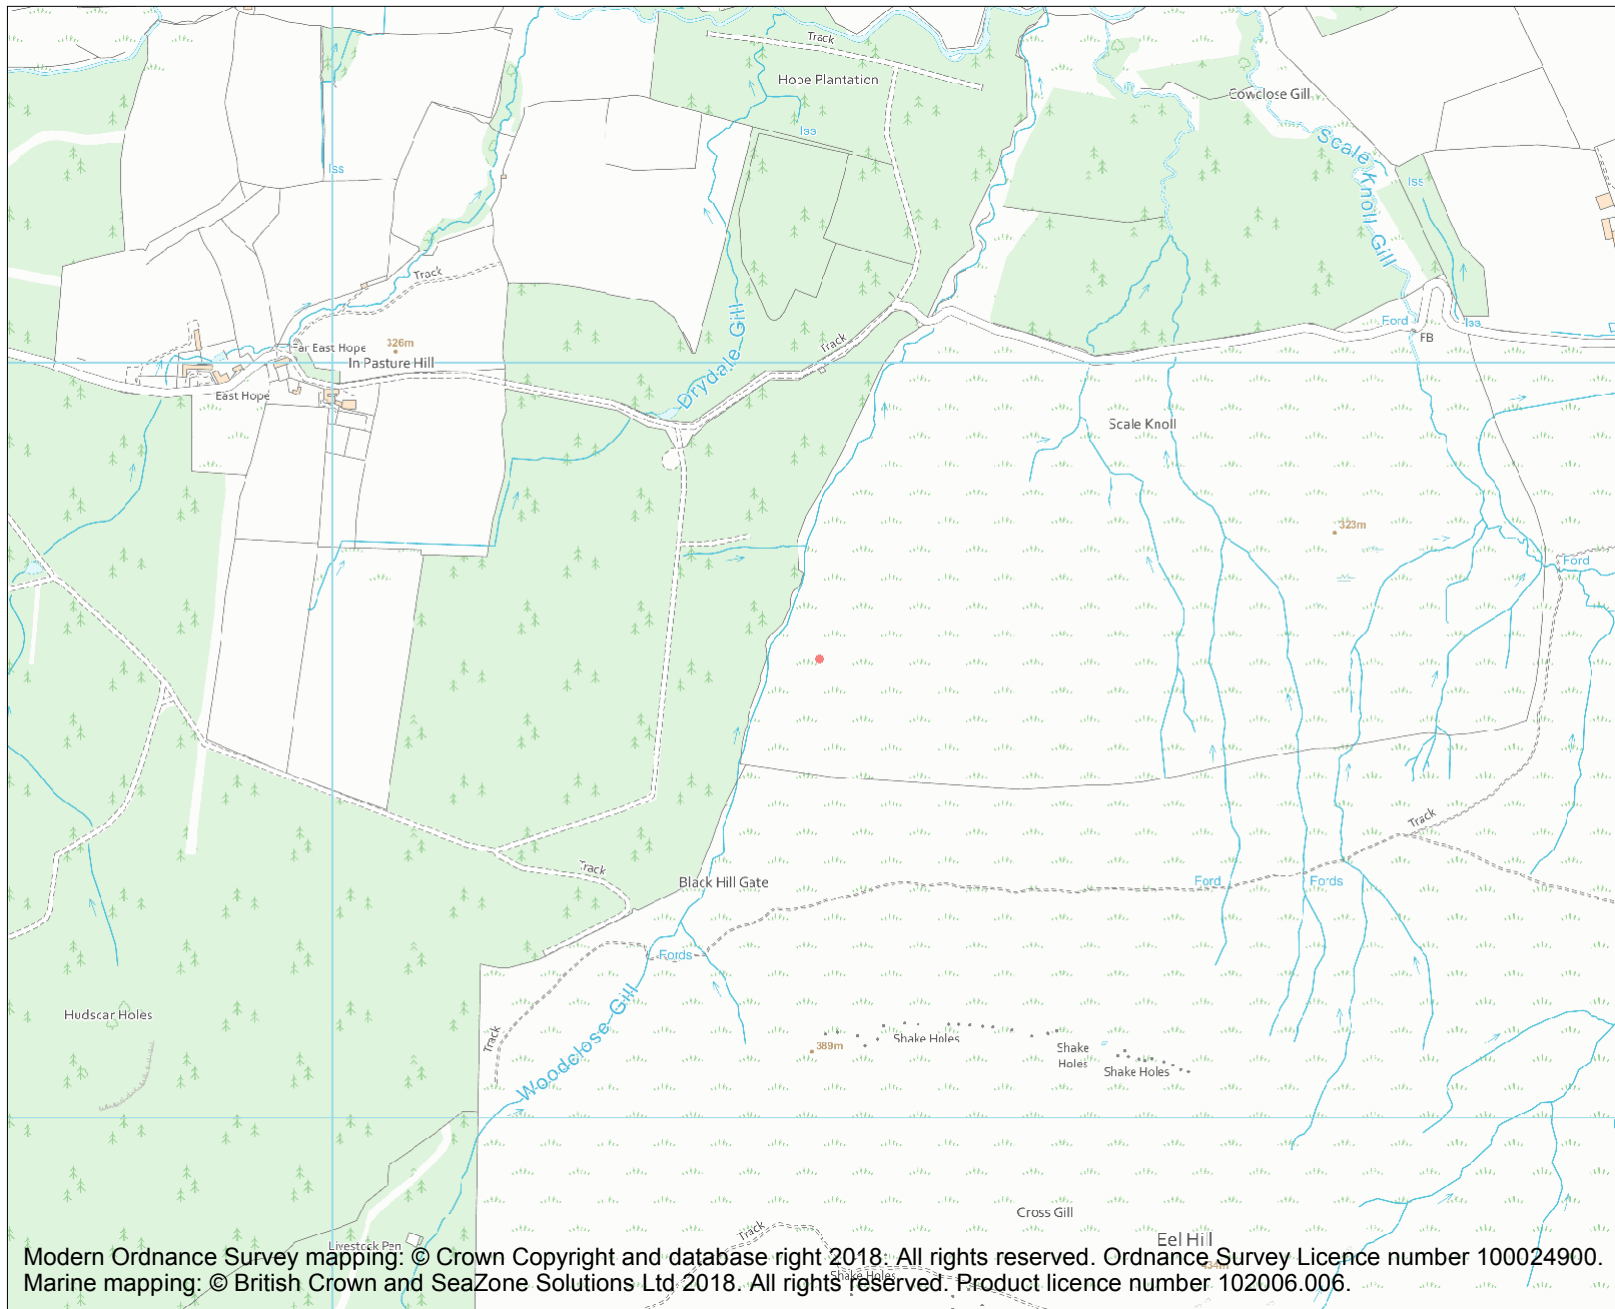 Track
Hope Plantation
Cowclose Gill
Iss
Scale Knoll Gill
Iss
Iss
Track
Drydale Gill
Track
Ford
Iss
FB
326m
Far East Hope
In Pasture Hill
East Hope
Scale Knoll
323m
Ford
Track
Track
Black Hill Gate
Ford
Fords
Fords
Woodclose Gill
Hudscar Holes
Track
389m
Shake Holes
Shake
Holes
Shake Holes
Cross Gill
Track
Eel Hill
Livestock Pen
434m
Shake Holes
Modern Ordnance Survey mapping: © Crown Copyright and database right 2018. All rights reserved. Ordnance Survey Licence number 100024900.
Marine mapping: © British Crown and SeaZone Solutions Ltd 2018. All rights reserved. Product licence number 102006.006.